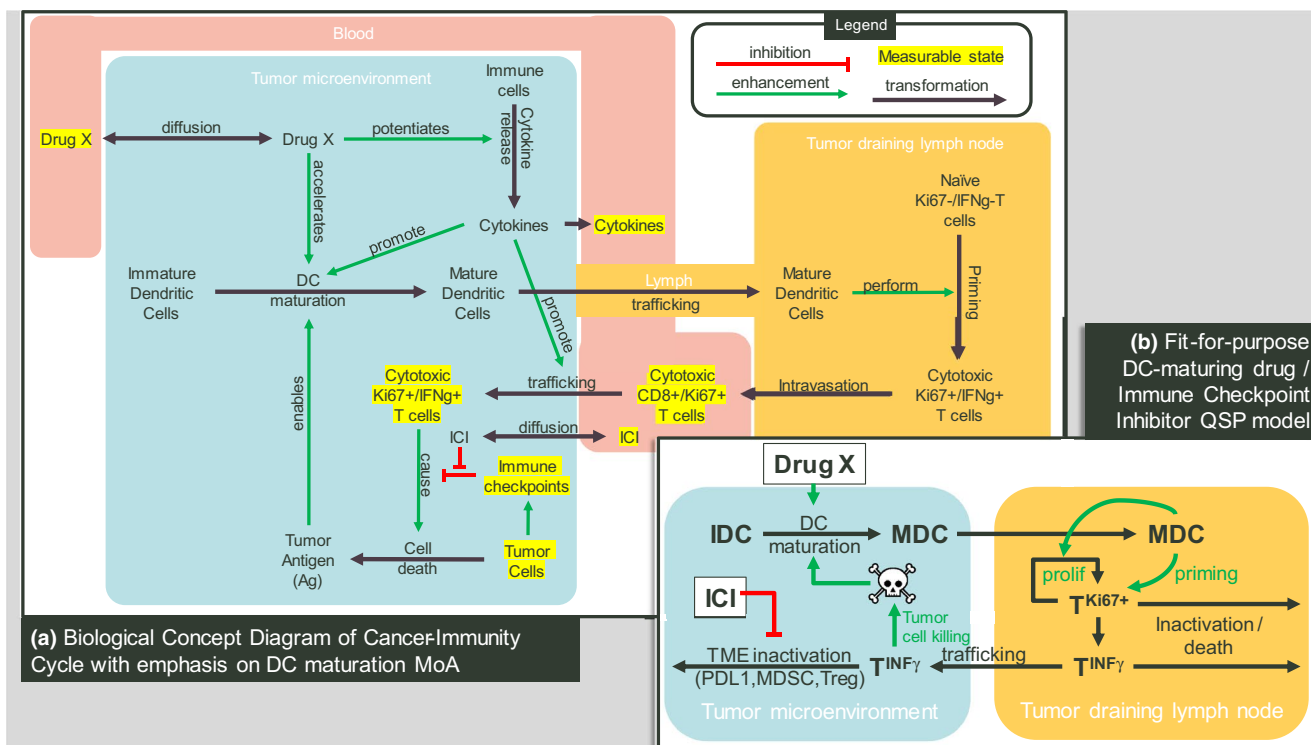 Blood
Legend
inhibition
Measurable state
enhancement
transformation
Tumor microenvironment
Immune
cells
Cytokine
release
Drug X
diffusion
Drug X
potentiates
accelerates
Cytokines
Cytokines
promote
Immature
Dendritic
Cells
DC
maturation
Mature
Dendritic
Cells
Lymph
trafficking
promote
Tumor draining lymph node
Naïve
Ki67-/IFNg-T
cells
Mature
Dendritic
Cells
perform
Priming
Cytotoxic
Ki67+/IFNg+
T cells
trafficking
Cytotoxic
CD8+/Ki67+
T cells
Intravasation
Cytotoxic
Ki67+/IFNg+
T cells
enables
ICI
diffusion
ICI
cause
Immune
checkpoints
Tumor
Antigen
(Ag)
Cell
death
Tumor
Cells
(a) Biological Concept Diagram of Cancer-Immunity
Cycle with emphasis on DC maturation MoA
(b) Fit-for-purpose
DC-maturing drug /
Immune Checkpoint
Inhibitor QSP model
Drug X
IDC
DC
maturation
MDC
MDC
prolif
priming
ICI
Tumor
cell killing
T Ki67+
Inactivation /
death
TME inactivation
(PDL1,MDSC,Treg)
T INFγ
trafficking
T INFγ
Tumor microenvironment
Tumor draining lymph node